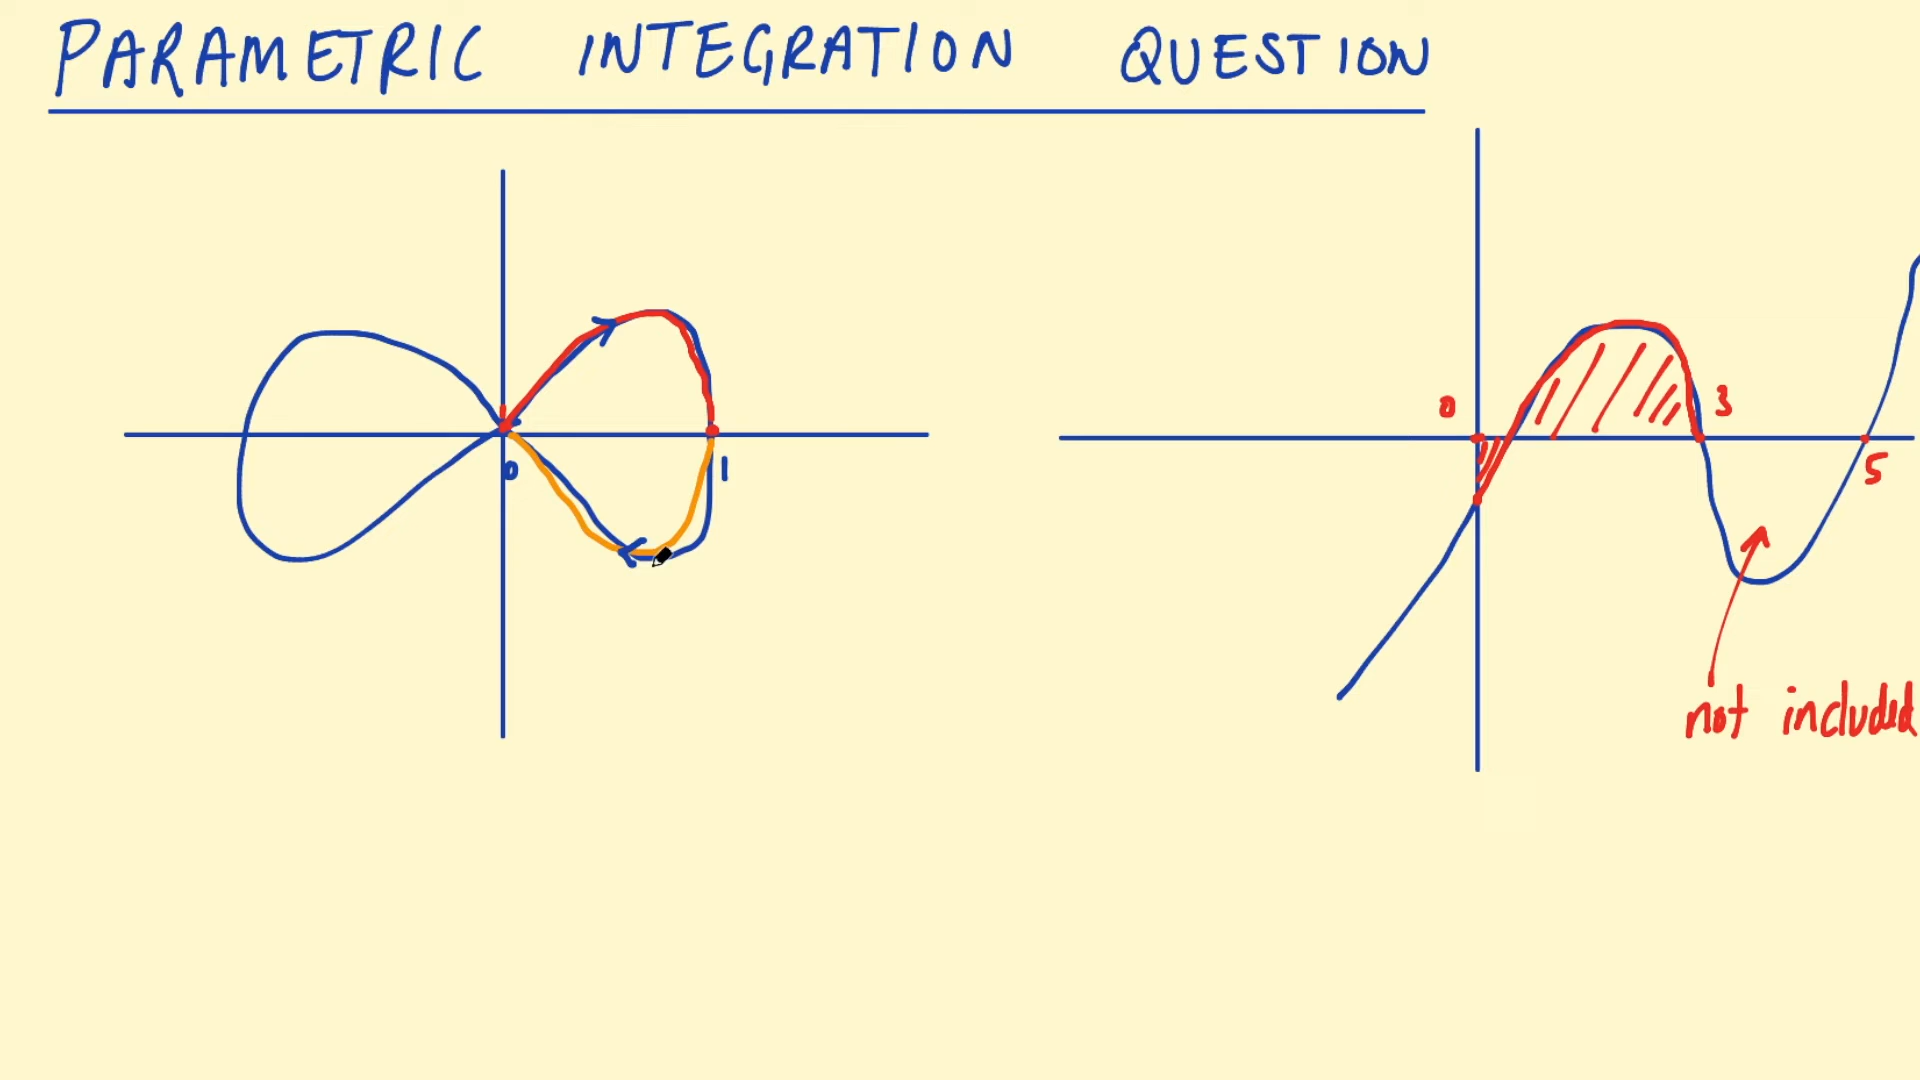 PARAMETRIC INTEGRATION QUESTION
0 1
0 3
5
not included